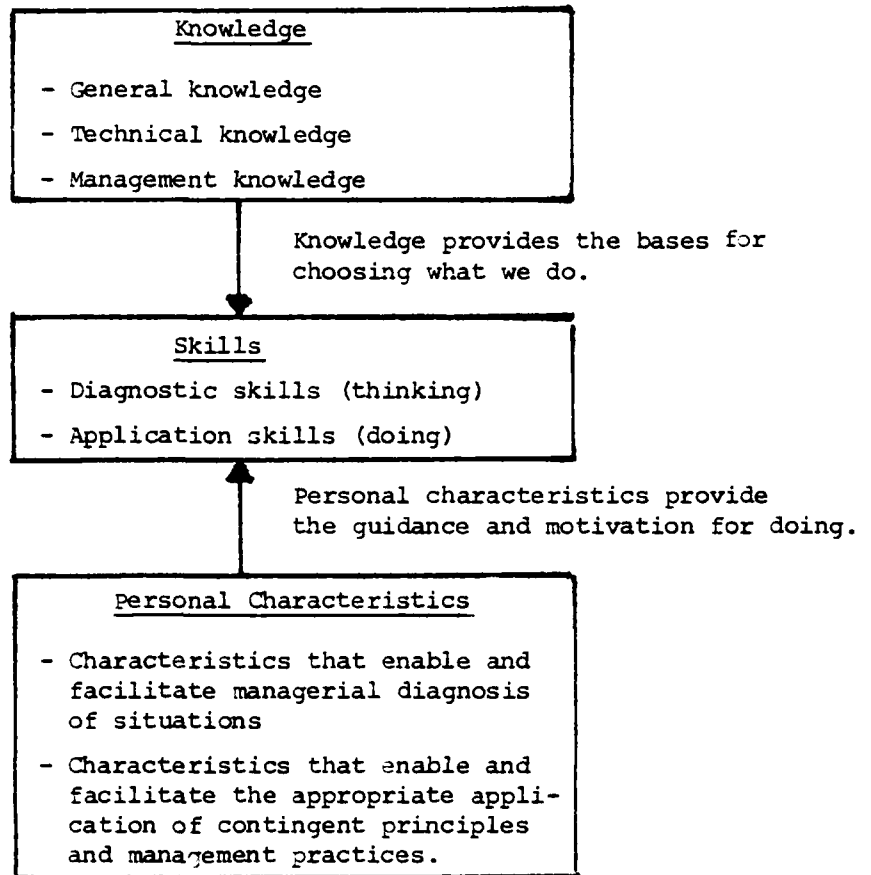 Knowledge
- General knowledge
- Technical knowledge
- Management knowledge
Knowledge provides the bases for
choosing what we do.
Skills
- Diagnostic skills (thinking)
- Application skills (doing)
Personal characteristics provide
the guidance and motivation for doing.
Personal Characteristics
- Characteristics that enable and
facilitate managerial diagnosis
of situations
- Characteristics that enable and
facilitate the appropriate appli-
cation of contingent principles
and management practices.